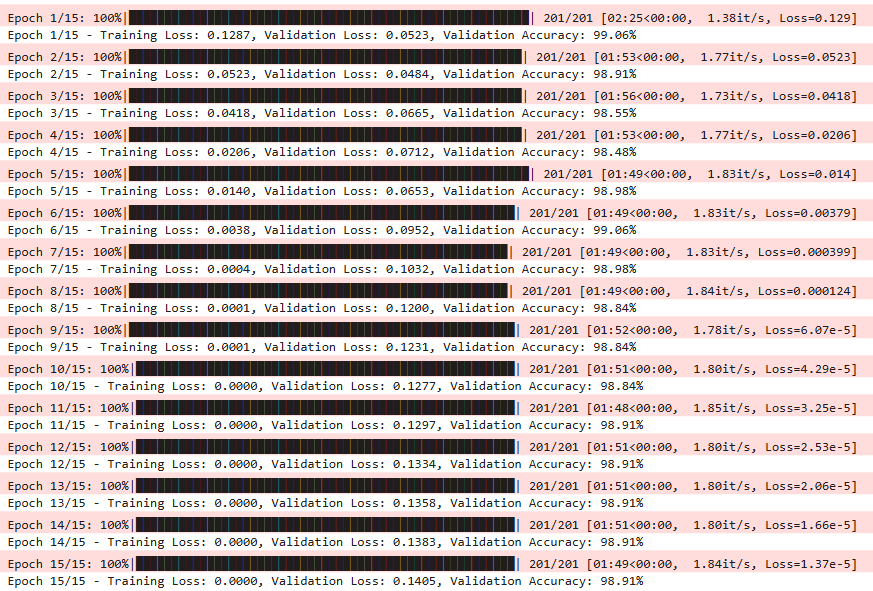 Epoch 1/15: 100%|██████████| 201/201 [02:25<00:00, 1.38it/s, Loss=0.129]
Epoch 1/15 - Training Loss: 0.1287, Validation Loss: 0.0523, Validation Accuracy: 99.06%
Epoch 2/15: 100%|██████████| 201/201 [01:53<00:00, 1.77it/s, Loss=0.0523]
Epoch 2/15 - Training Loss: 0.0523, Validation Loss: 0.0484, Validation Accuracy: 98.91%
Epoch 3/15: 100%|██████████| 201/201 [01:56<00:00, 1.73it/s, Loss=0.0418]
Epoch 3/15 - Training Loss: 0.0418, Validation Loss: 0.0665, Validation Accuracy: 98.55%
Epoch 4/15: 100%|██████████| 201/201 [01:53<00:00, 1.77it/s, Loss=0.0206]
Epoch 4/15 - Training Loss: 0.0206, Validation Loss: 0.0712, Validation Accuracy: 98.48%
Epoch 5/15: 100%|██████████| 201/201 [01:49<00:00, 1.83it/s, Loss=0.014]
Epoch 5/15 - Training Loss: 0.0140, Validation Loss: 0.0653, Validation Accuracy: 98.98%
Epoch 6/15: 100%|██████████| 201/201 [01:49<00:00, 1.83it/s, Loss=0.00379]
Epoch 6/15 - Training Loss: 0.0038, Validation Loss: 0.0952, Validation Accuracy: 99.06%
Epoch 7/15: 100%|██████████| 201/201 [01:49<00:00, 1.83it/s, Loss=0.000399]
Epoch 7/15 - Training Loss: 0.0004, Validation Loss: 0.1032, Validation Accuracy: 98.98%
Epoch 8/15: 100%|██████████| 201/201 [01:49<00:00, 1.84it/s, Loss=0.000124]
Epoch 8/15 - Training Loss: 0.0001, Validation Loss: 0.1200, Validation Accuracy: 98.84%
Epoch 9/15: 100%|██████████| 201/201 [01:52<00:00, 1.78it/s, Loss=6.07e-5]
Epoch 9/15 - Training Loss: 0.0001, Validation Loss: 0.1231, Validation Accuracy: 98.84%
Epoch 10/15: 100%|██████████| 201/201 [01:51<00:00, 1.80it/s, Loss=4.29e-5]
Epoch 10/15 - Training Loss: 0.0000, Validation Loss: 0.1277, Validation Accuracy: 98.84%
Epoch 11/15: 100%|██████████| 201/201 [01:48<00:00, 1.85it/s, Loss=3.25e-5]
Epoch 11/15 - Training Loss: 0.0000, Validation Loss: 0.1297, Validation Accuracy: 98.91%
Epoch 12/15: 100%|██████████| 201/201 [01:51<00:00, 1.80it/s, Loss=2.53e-5]
Epoch 12/15 - Training Loss: 0.0000, Validation Loss: 0.1334, Validation Accuracy: 98.91%
Epoch 13/15: 100%|██████████| 201/201 [01:51<00:00, 1.80it/s, Loss=2.06e-5]
Epoch 13/15 - Training Loss: 0.0000, Validation Loss: 0.1358, Validation Accuracy: 98.91%
Epoch 14/15: 100%|██████████| 201/201 [01:51<00:00, 1.80it/s, Loss=1.66e-5]
Epoch 14/15 - Training Loss: 0.0000, Validation Loss: 0.1383, Validation Accuracy: 98.91%
Epoch 15/15: 100%|██████████| 201/201 [01:49<00:00, 1.84it/s, Loss=1.37e-5]
Epoch 15/15 - Training Loss: 0.0000, Validation Loss: 0.1405, Validation Accuracy: 98.91%